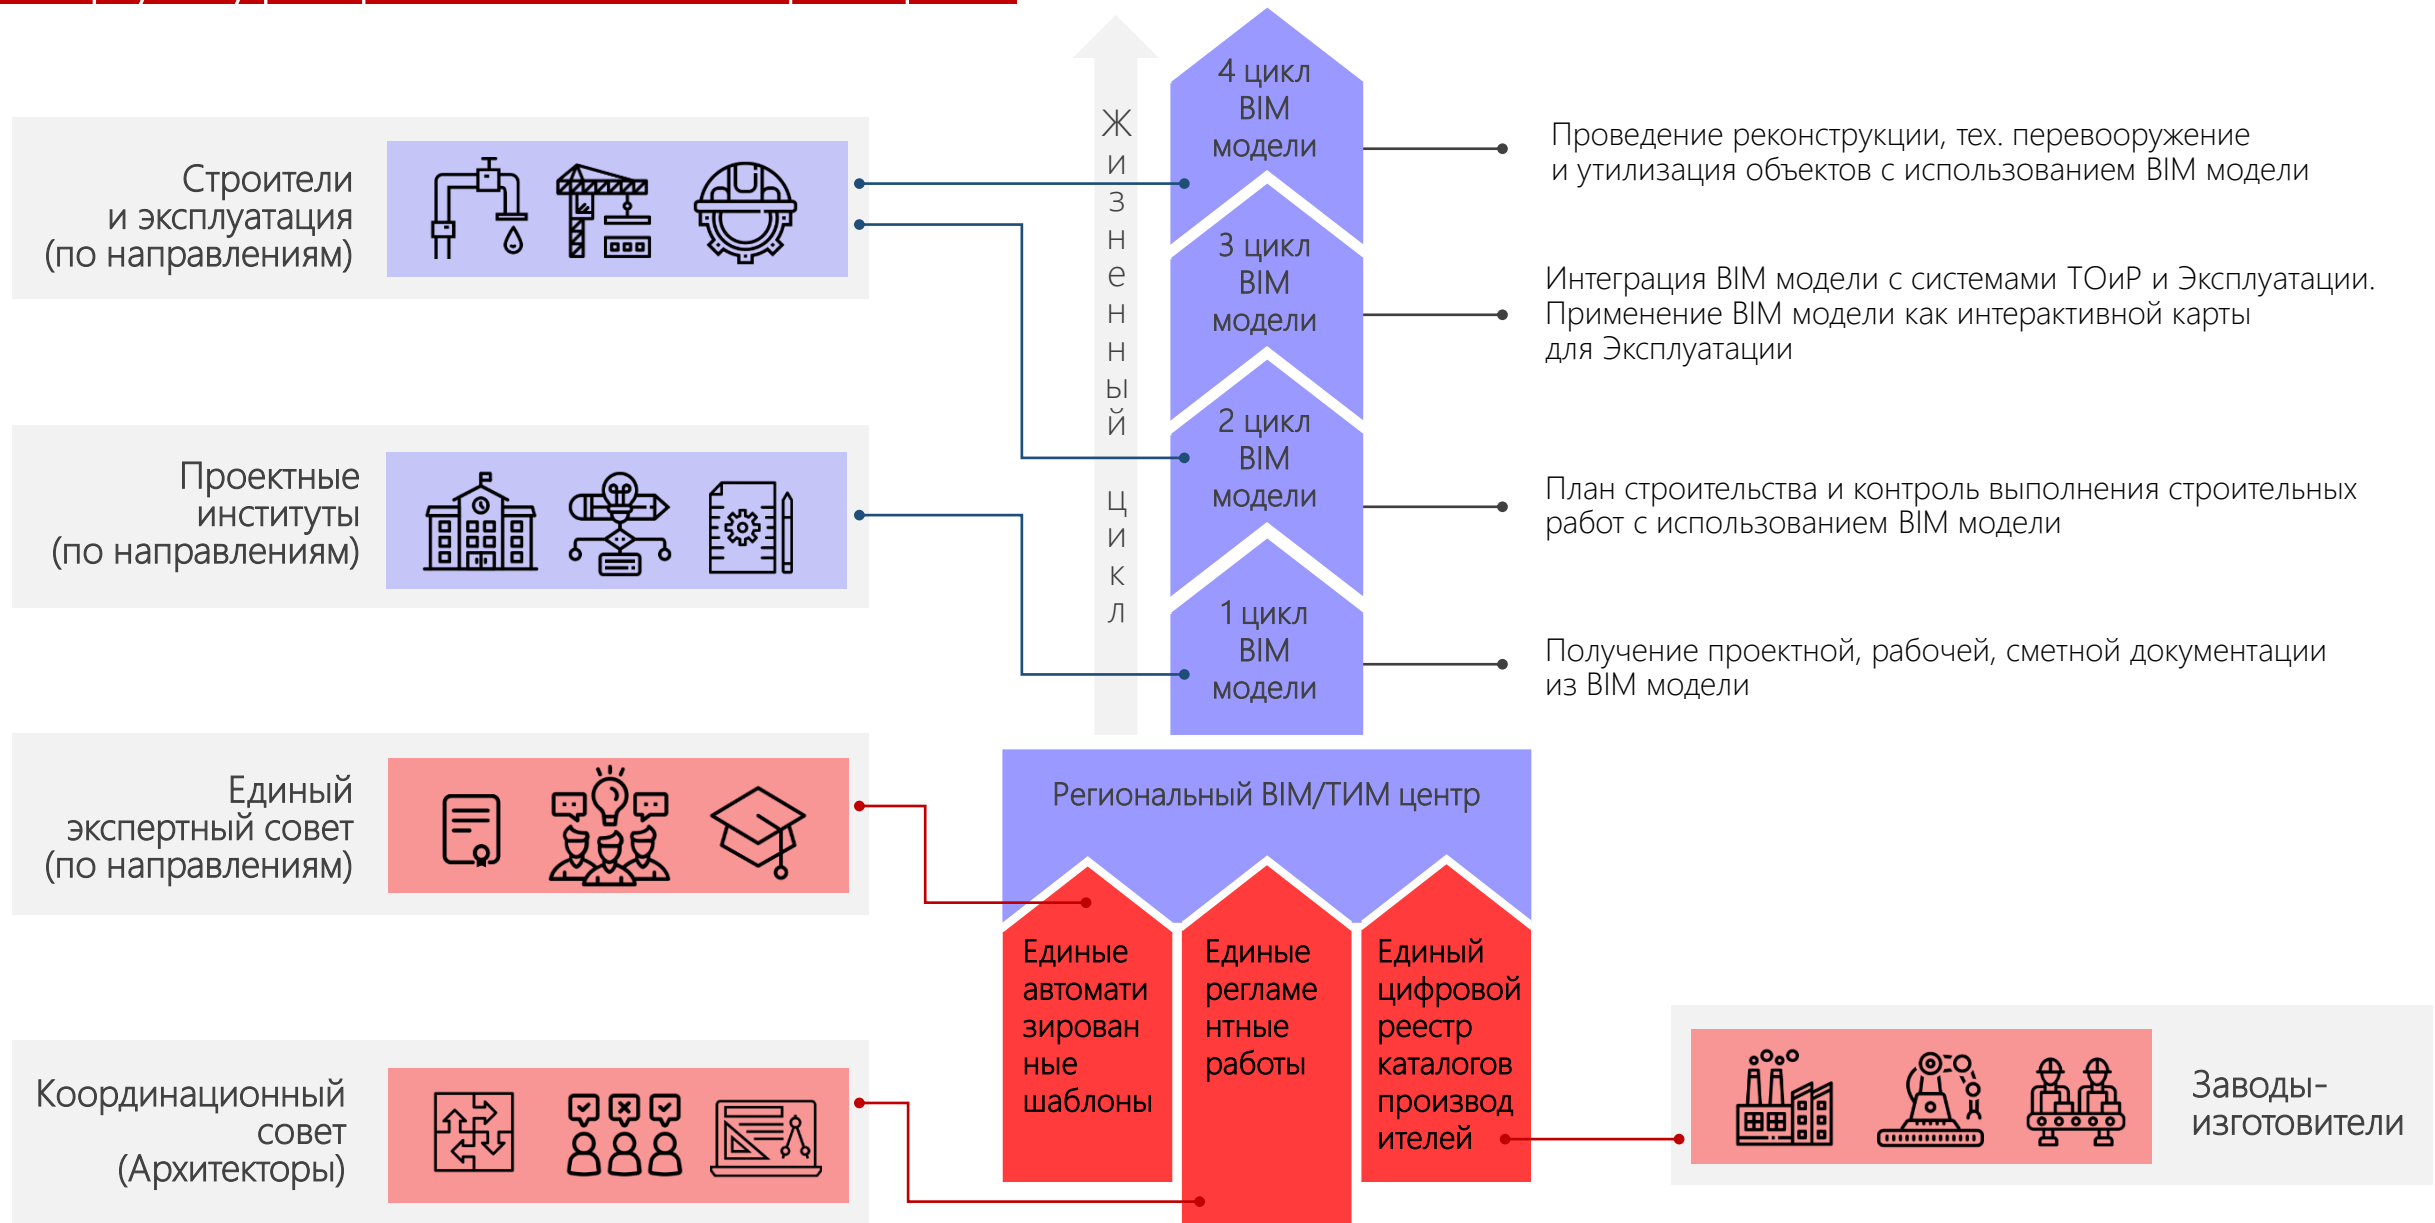 Строители
и эксплуатация
(по направлениям)
Проектные
институты
(по направлениям)
Единый
экспертный совет
(по направлениям)
Координационный
совет
(Архитекторы)
Жизненный цикл
4 цикл
BIM
модели
3 цикл
BIM
модели
2 цикл
BIM
модели
1 цикл
BIM
модели
Проведение реконструкции, тех. перевооружение
и утилизация объектов с использованием BIM модели
Интеграция BIM модели с системами ТОиР и Эксплуатации.
Применение BIM модели как интерактивной карты
для Эксплуатации
План строительства и контроль выполнения строительных
работ с использованием BIM модели
Получение проектной, рабочей, сметной документации
из BIM модели
Региональный BIM/ТИМ центр
Единые
автомати
зирован
ные
шаблоны
Единые
регламе
нтные
работы
Единый
цифровой
реестр
каталогов
производ
ителей
Заводы-
изготовители